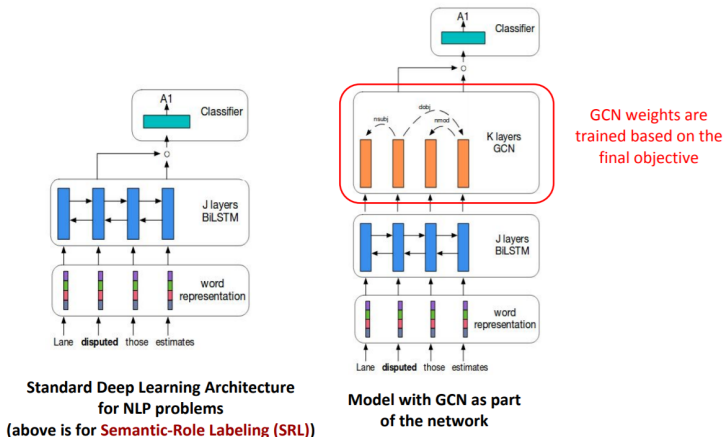 A1
Classifier
J layers
BiLSTM
word
representation
Lane disputed those estimates
Standard Deep Learning Architecture
for NLP problems
(above is for Semantic-Role Labeling (SRL))
A1
Classifier
dobj
nsubj
nmod
K layers
GCN
J layers
BiLSTM
word
representation
Lane disputed those estimates
Model with GCN as part
of the network
GCN weights are
trained based on the
final objective